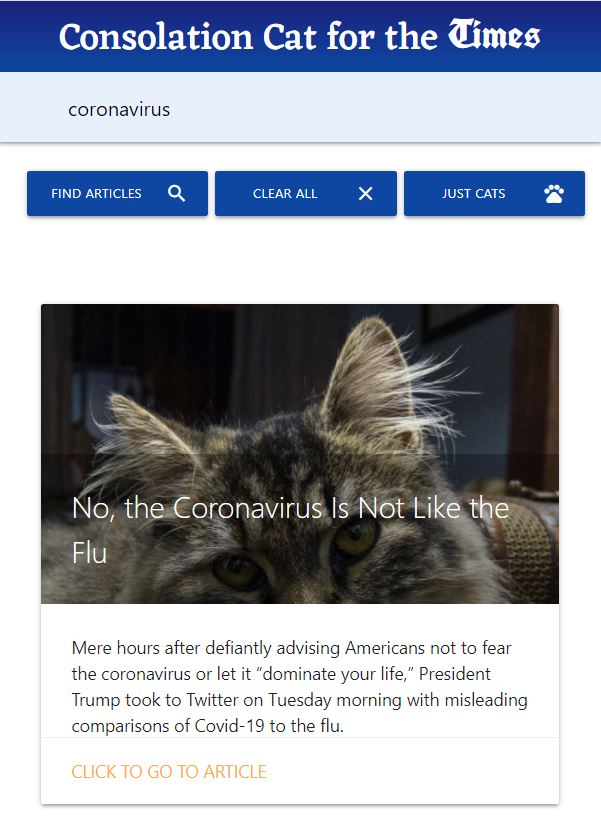 Consolation Cat for the Times
coronavirus
FIND ARTICLES
CLEAR ALL
JUST CATS
No, the Coronavirus Is Not Like the
Flu
Mere hours after defiantly advising Americans not to fear
the coronavirus or let it “dominate your life,” President
Trump took to Twitter on Tuesday morning with misleading
comparisons of Covid-19 to the flu.
CLICK TO GO TO ARTICLE